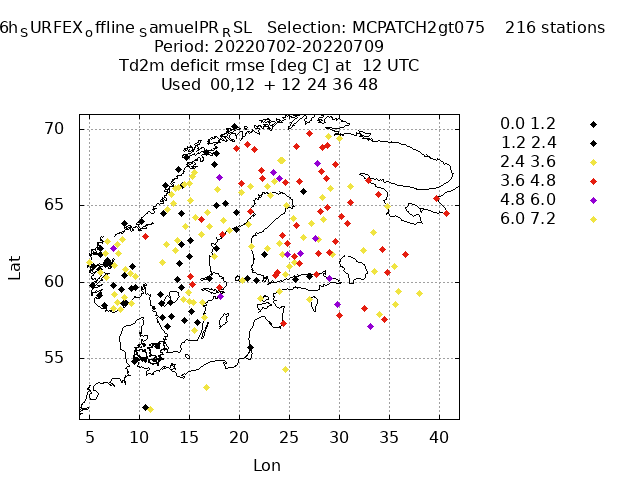 6h_SURFEX_offline_SamuelPR_RSL   Selection: MCPATCH2gt075    216 stations
Period: 20220702-20220709
Td2m deficit rmse [deg C] at  12 UTC
Used  00,12  + 12 24 36 48
0.0 1.2
1.2 2.4
2.4 3.6
3.6 4.8
4.8 6.0
6.0 7.2
70
65
60
55
Lat
5 10 15 20 25 30 35 40
Lon